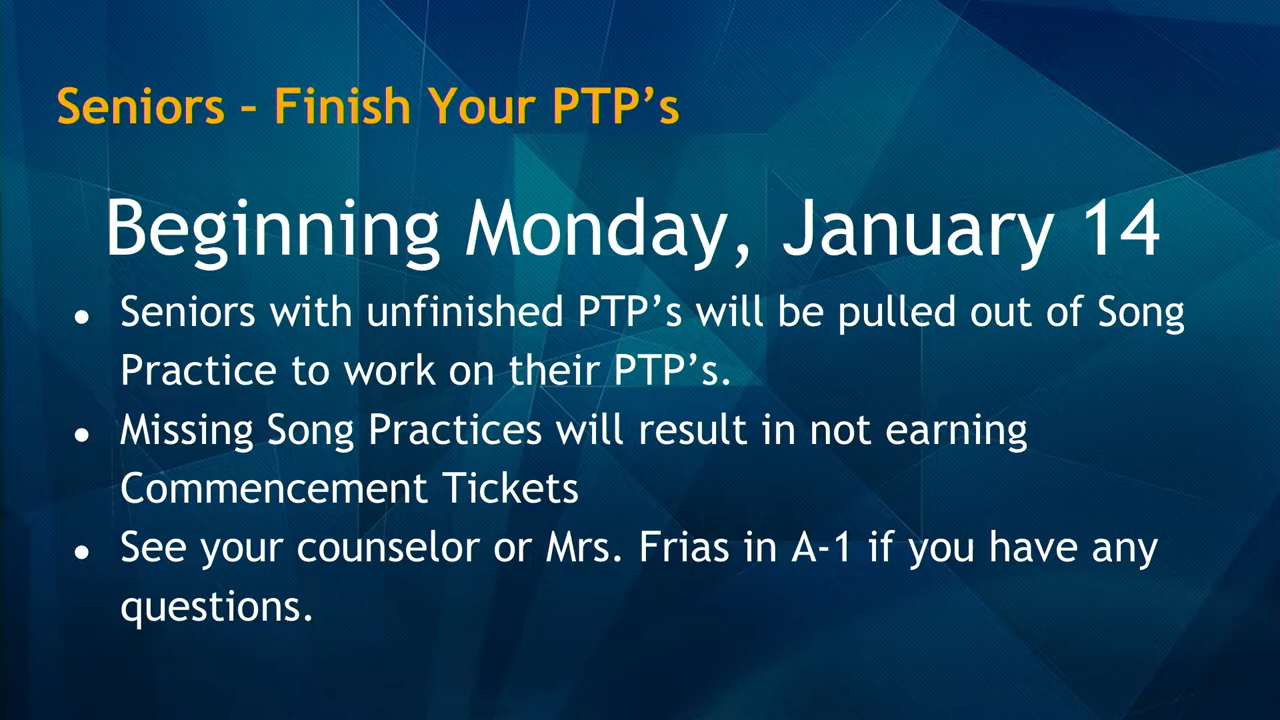 Seniors – Finish Your PTP’s
Beginning Monday, January 14
● Seniors with unfinished PTP’s will be pulled out of Song
Practice to work on their PTP’s.
● Missing Song Practices will result in not earning
Commencement Tickets
● See your counselor or Mrs. Frias in A-1 if you have any
questions.